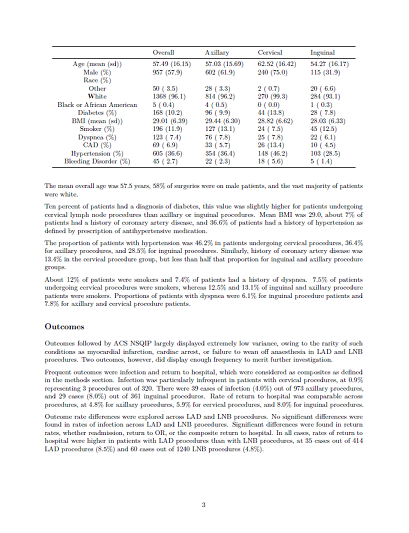 Overall Axillary Cervical Inguinal
Age (mean (sd)) 57.49 (16.15) 57.03 (15.69) 62.52 (16.42) 54.27 (16.17)
Male (%) 957 (57.9) 602 (61.9) 240 (75.0) 115 (31.9)
Race (%)
Other 50 ( 3.5) 28 ( 3.3) 2 ( 0.7) 20 ( 6.6)
White 1368 (96.1) 814 (96.2) 270 (99.3) 284 (93.1)
Black or African American 5 ( 0.4) 4 ( 0.5) 0 ( 0.0) 1 ( 0.3)
Diabetes (%) 168 (10.2) 96 ( 9.9) 44 (13.8) 28 ( 7.8)
BMI (mean (sd)) 29.01 (6.39) 29.44 (6.30) 28.82 (6.62) 28.03 (6.33)
Smoker (%) 196 (11.9) 127 (13.1) 24 ( 7.5) 45 (12.5)
Dyspnea (%) 123 ( 7.4) 76 ( 7.8) 25 ( 7.8) 22 ( 6.1)
CAD (%) 69 ( 6.9) 33 ( 5.7) 26 (13.4) 10 ( 4.5)
Hypertension (%) 605 (36.6) 354 (36.4) 148 (46.2) 103 (28.5)
Bleeding Disorder (%) 45 ( 2.7) 22 ( 2.3) 18 ( 5.6) 5 ( 1.4)
The mean overall age was 57.5 years, 58% of surgeries were on male patients, and the vast majority of patients
were white.
Ten percent of patients had a diagnosis of diabetes, this value was slightly higher for patients undergoing
cervical lymph node procedures than axillary or inguinal procedures. Mean BMI was 29.0, about 7% of
patients had a history of coronary artery disease, and 36.6% of patients had a history of hypertension as
defined by prescription of antihypertensive medication.
The proportion of patients with hypertension was 46.2% in patients undergoing cervical procedures, 36.4%
for axillary procedures, and 28.5% for inguinal procedures. Similarly, history of coronary artery disease was
13.4% in the cervical procedure group, but less than half that proportion for inguinal and axillary procedure
groups.
About 12% of patients were smokers and 7.4% of patients had a history of dyspnea. 7.5% of patients
undergoing cervical procedures were smokers, whereas 12.5% and 13.1% of inguinal and axillary procedure
patients were smokers. Proportions of patients with dyspnea were 6.1% for inguinal procedure patients and
7.8% for axillary and cervical patients.
Outcomes
Outcomes followed by ACS NSQIP largely displayed extremely low variance, owing to the rarity of such
conditions as myocardial infarction, cardiac arrest, or failure to wean off anaesthesia in LAD and LNB
procedures. Two outcomes, however, did display enough frequency to merit further investigation.
Frequent outcomes were infection and return to hospital, which were considered as composites as defined
in the methods section. Infection was particularly infrequent in patients with cervical procedures, at 0.9%
representing 3 procedures out of 320. There were 39 cases of infection (4.0%) out of 973 axillary procedures,
and 29 cases (8.0%) out of 361 inguinal procedures. Rate of return to hospital was comparable across
procedures, at 4.8% for axillary procedures, 5.9% for cervical procedures, and 8.0% for inguinal procedures.
Outcome rate differences were explored across LAD and LNB procedures. No significant differences were
found in rates of infection across LAD and LNB procedures. Significant differences were found in return
rates, whether readmission, return to OR, or the composite return to hospital. In all cases, rates of return to
hospital were higher in patients with LAD procedures than with LNB procedures, at 35 cases out of 414
LAD procedures (8.5%) and 60 cases out of 1240 LNB procedures (4.8%).
3